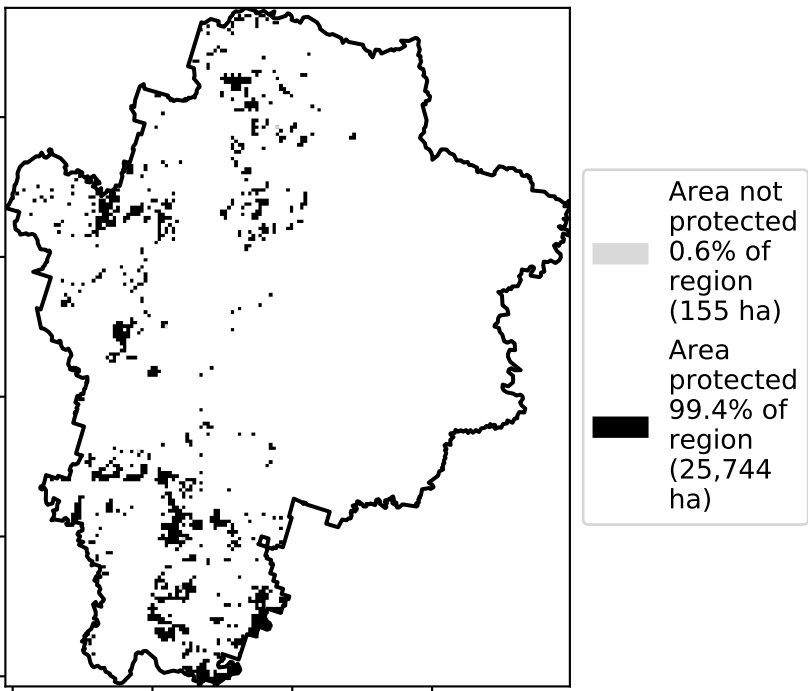 Area not
protected
0.6% of
region
(155 ha)
Area
protected
99.4% of
region
(25,744
ha)